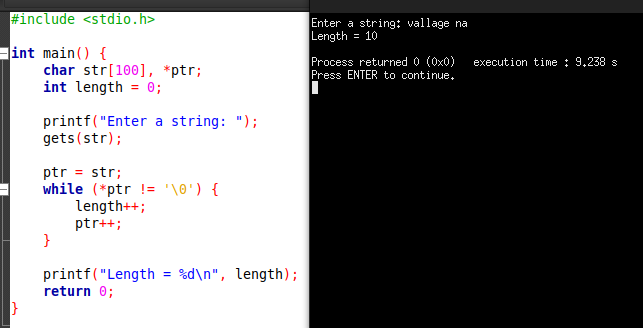 #include <stdio.h>
int main() {
    char str[100], *ptr;
    int length = 0;
    printf("Enter a string: ");
    gets(str);
    ptr = str;
    while (*ptr != '\0') {
        length++;
        ptr++;
    }
    printf("Length = %d\n", length);
    return 0;
}
Enter a string: vallage na
Length = 10
Process returned 0 (0x0)   execution time : 9.238 s
Press ENTER to continue.